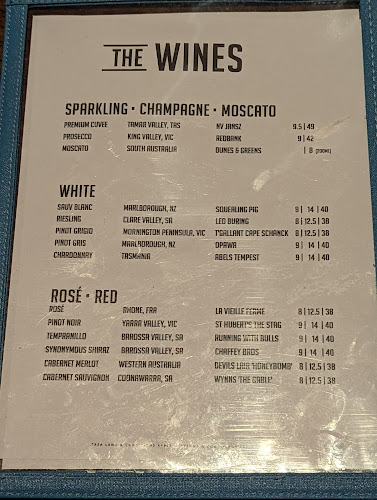 THE WINES
SPARKLING • CHAMPAGNE • MOSCATO
PREMIUM CUVEE TAMAR VALLEY, TAS NV JANSZ 9.5 | 49
PROSECCO KING VALLEY, VIC REDBANK 9 | 42
MOSCATO SOUTH AUSTRALIA DUNES & GREENS | 8 (200ML)
WHITE
SAUV BLANC MARLBOROUGH, NZ SQUEALING PIG 9 | 14 | 40
RIESLING CLARE VALLEY, SA LEO BURING 8 | 12.5 | 38
PINOT GRIGIO MORNINGTON PENINSULA, VIC T'GALLANT CAPE SCHANCK 8 | 12.5 | 38
PINOT GRIS MARLBOROUGH, NZ OPAWA 9 | 14 | 40
CHARDONNAY TASMANIA ABELS TEMPEST 9 | 14 | 40
ROSÉ • RED
ROSÉ RHONE, FRA LA VIEILLE FERME 8 | 12.5 | 38
PINOT NOIR YARRA VALLEY, VIC ST HUBERTS THE STAG 9 | 14 | 40
TEMPRANILLO BAROSSA VALLEY, SA RUNNING WITH BULLS 9 | 14 | 40
SYNONYMOUS SHIRAZ BAROSSA VALLEY, SA CHAFFEY BROS 9 | 14 | 40
CABERNET MERLOT WESTERN AUSTRALIA DEVILS LAIR 'HONEYBOMB' 8 | 12.5 | 38
CABERNET SAUVIGNON COONAWARRA, SA WYNNS 'THE GABLE' 8 | 12.5 | 38